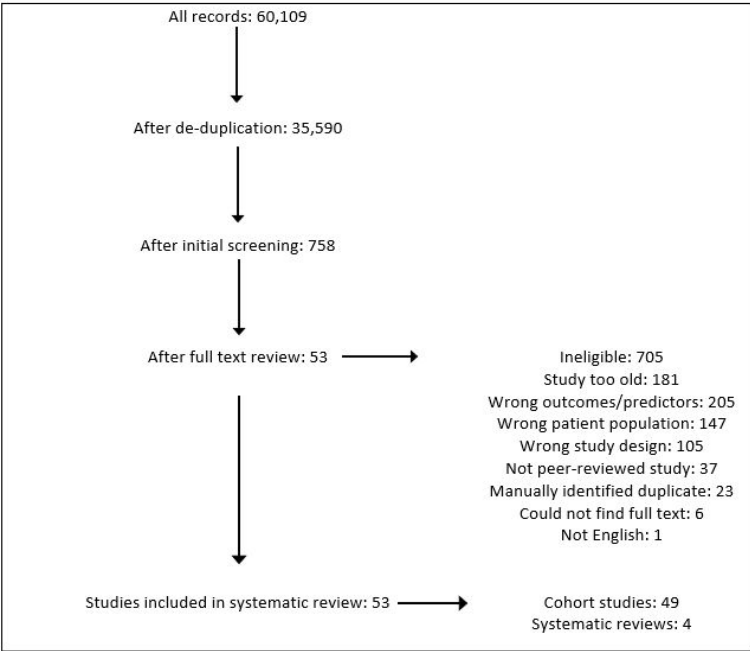 All records: 60,109
After de-duplication: 35,590
After initial screening: 758
After full text review: 53
Ineligible: 705
Study too old: 181
Wrong outcomes/predictors: 205
Wrong patient population: 147
Wrong study design: 105
Not peer-reviewed study: 37
Manually identified duplicate: 23
Could not find full text: 6
Not English: 1
Studies included in systematic review: 53
Cohort studies: 49
Systematic reviews: 4